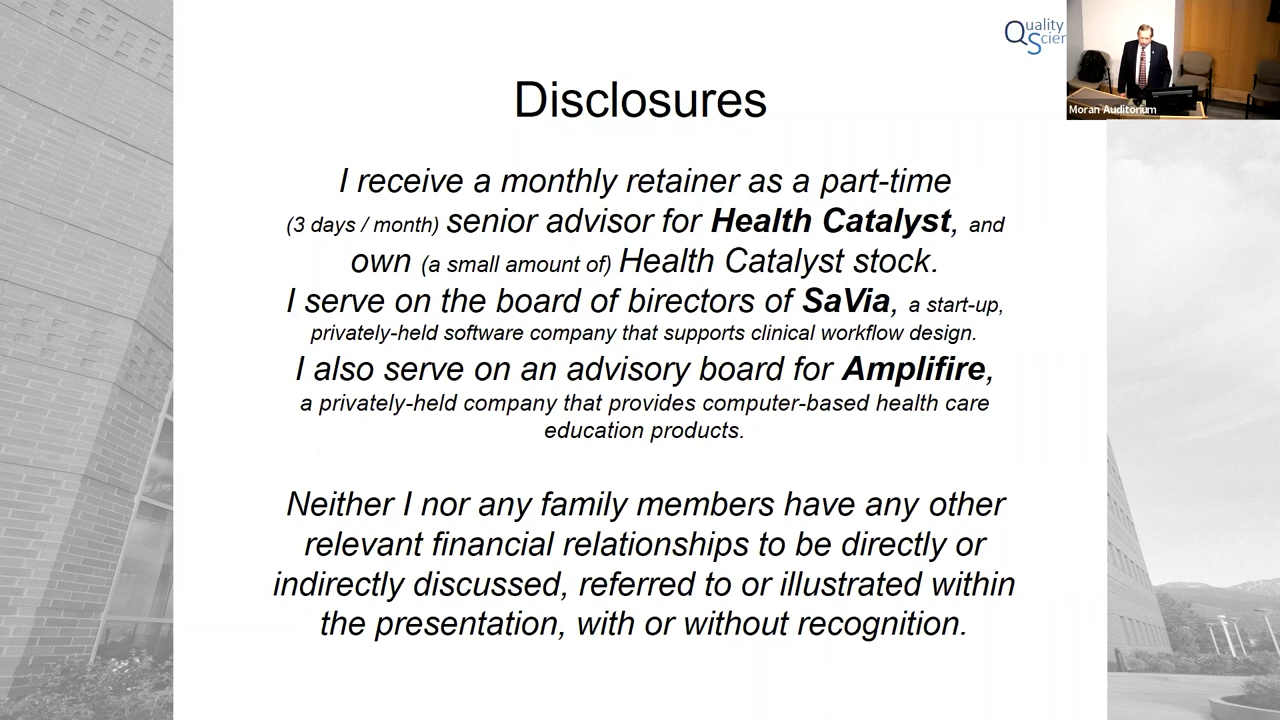 Quality
Scien
Moran Auditorium
Disclosures
I receive a monthly retainer as a part-time
(3 days / month) senior advisor for Health Catalyst, and
own (a small amount of) Health Catalyst stock.
I serve on the board of birectors of SaVia, a start-up,
privately-held software company that supports clinical workflow design.
I also serve on an advisory board for Amplifire,
a privately-held company that provides computer-based health care
education products.
Neither I nor any family members have any other
relevant financial relationships to be directly or
indirectly discussed, referred to or illustrated within
the presentation, with or without recognition.